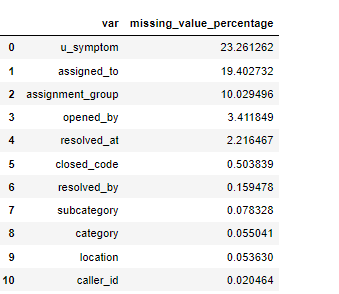 var missing_value_percentage
0 u_symptom 23.261262
1 assigned_to 19.402732
2 assignment_group 10.029496
3 opened_by 3.411849
4 resolved_at 2.216467
5 closed_code 0.503839
6 resolved_by 0.159478
7 subcategory 0.078328
8 category 0.055041
9 location 0.053630
10 caller_id 0.020464